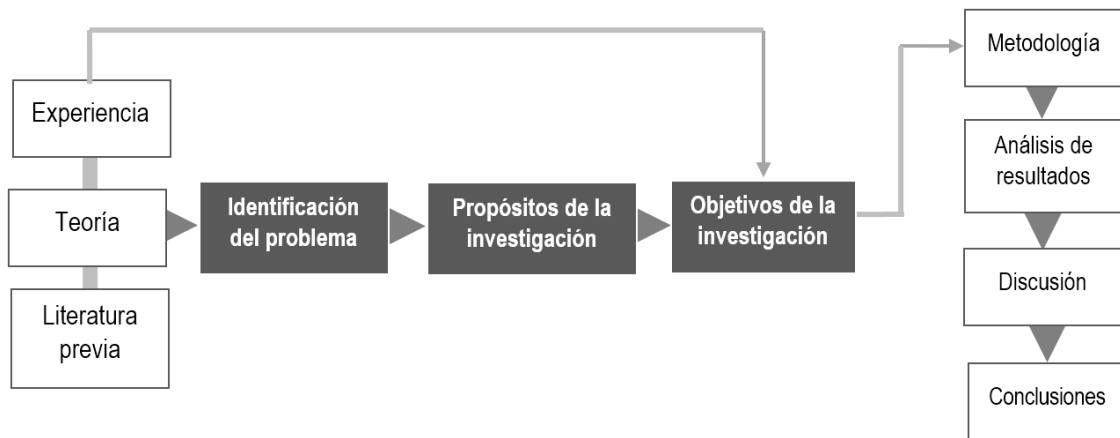 Experiencia
Teoría
Literatura
previa
Identificación
del problema
Propósitos de la
investigación
Objetivos de la
investigación
Metodología
Análisis de
resultados
Discusión
Conclusiones